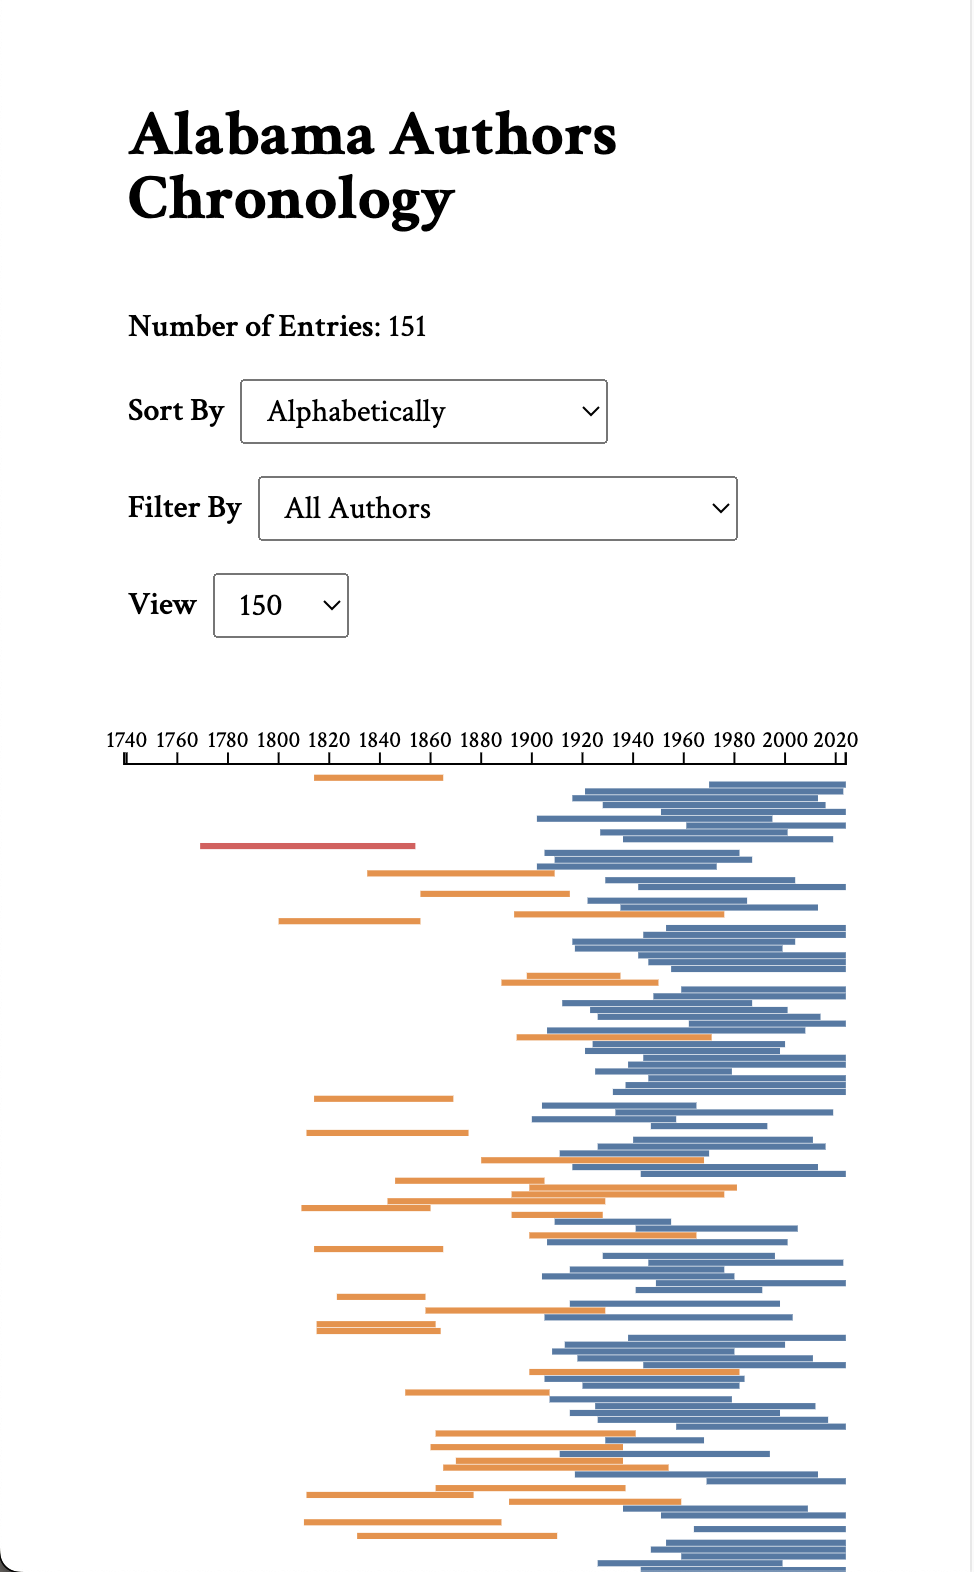 Alabama Authors
Chronology
Number of Entries: 151
Sort By Alphabetically
Filter By All Authors
View 150
1740 1760 1780 1800 1820 1840 1860 1880 1900 1920 1940 1960 1980 2000 2020